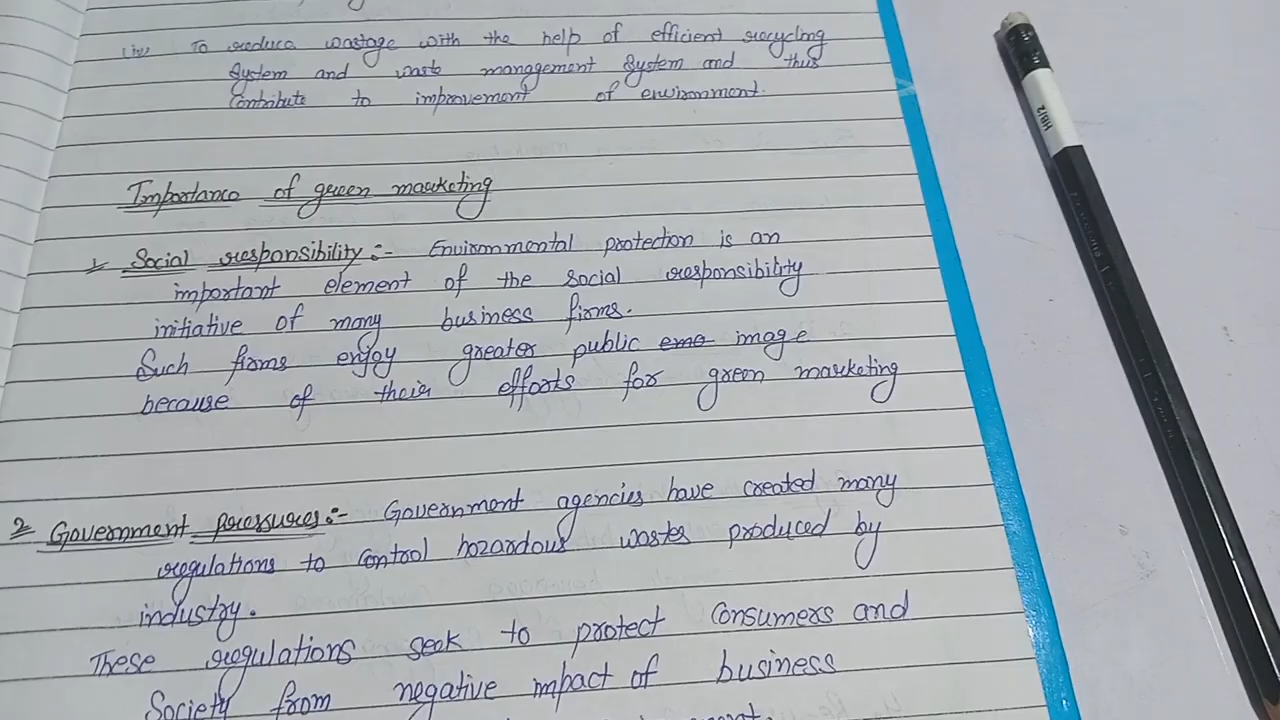 (iv) To reduce wastage with the help of efficient recycling
System and waste management System and thus
Contribute to improvement of environment.
Importance of green marketing
1 Social responsibility :- Environmental protection is an
important element of the social responsibility
initiative of many business firms.
Such firms enjoy greater public eme image
because of their efforts for green marketing
2 Government pressures :- Government agencies have created many
regulations to control hozardous wastes produced by
industry.
These regulations seek to protect Consumers and
Society from negative impact of business
HB/2